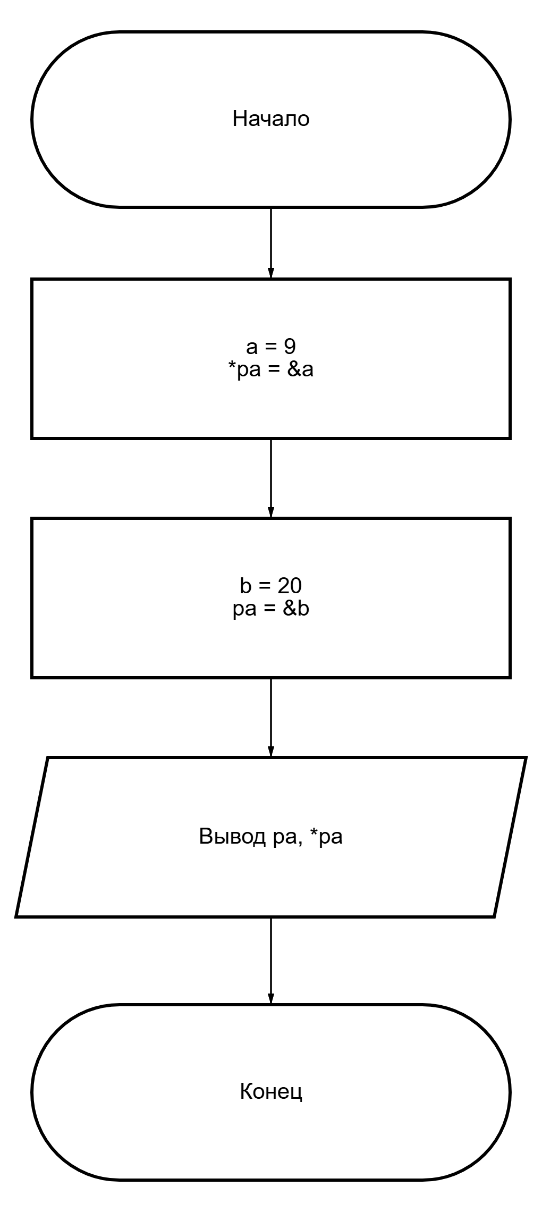 Начало
a = 9
*pa = &a
b = 20
pa = &b
Вывод pa, *pa
Конец